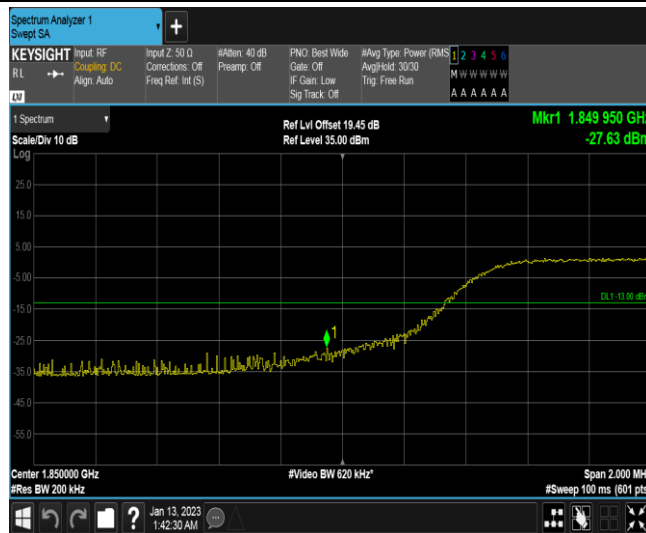 Spectrum Analyzer 1
Swept SA
+
KEYSIGHT
RL
LXI
Input: RF
Coupling: DC
Align: Auto
Input Z: 50 Ω
Corrections: Off
Freq Ref: Int (S)
#Atten: 40 dB
Preamp: Off
PNO: Best Wide
Gate: Off
IF Gain: Low
Sig Track: Off
#Avg Type: Power (RMS
Avg|Hold: 30/30
Trig: Free Run
1 2 3 4 5 6
M W W W W W
A A A A A A
1 Spectrum
Scale/Div 10 dB
Ref Lvl Offset 19.45 dB
Ref Level 35.00 dBm
Mkr1 1.849 950 GHz
-27.63 dBm
Log
25.0
15.0
5.00
-5.00
DL1 -13.00 dBm
-15.0
1
-25.0
-35.0
-45.0
-55.0
Center 1.850000 GHz
#Video BW 620 kHz*
Span 2.000 MH
#Res BW 200 kHz
#Sweep 100 ms (601 pts
?
Jan 13, 2023
1:42:30 AM